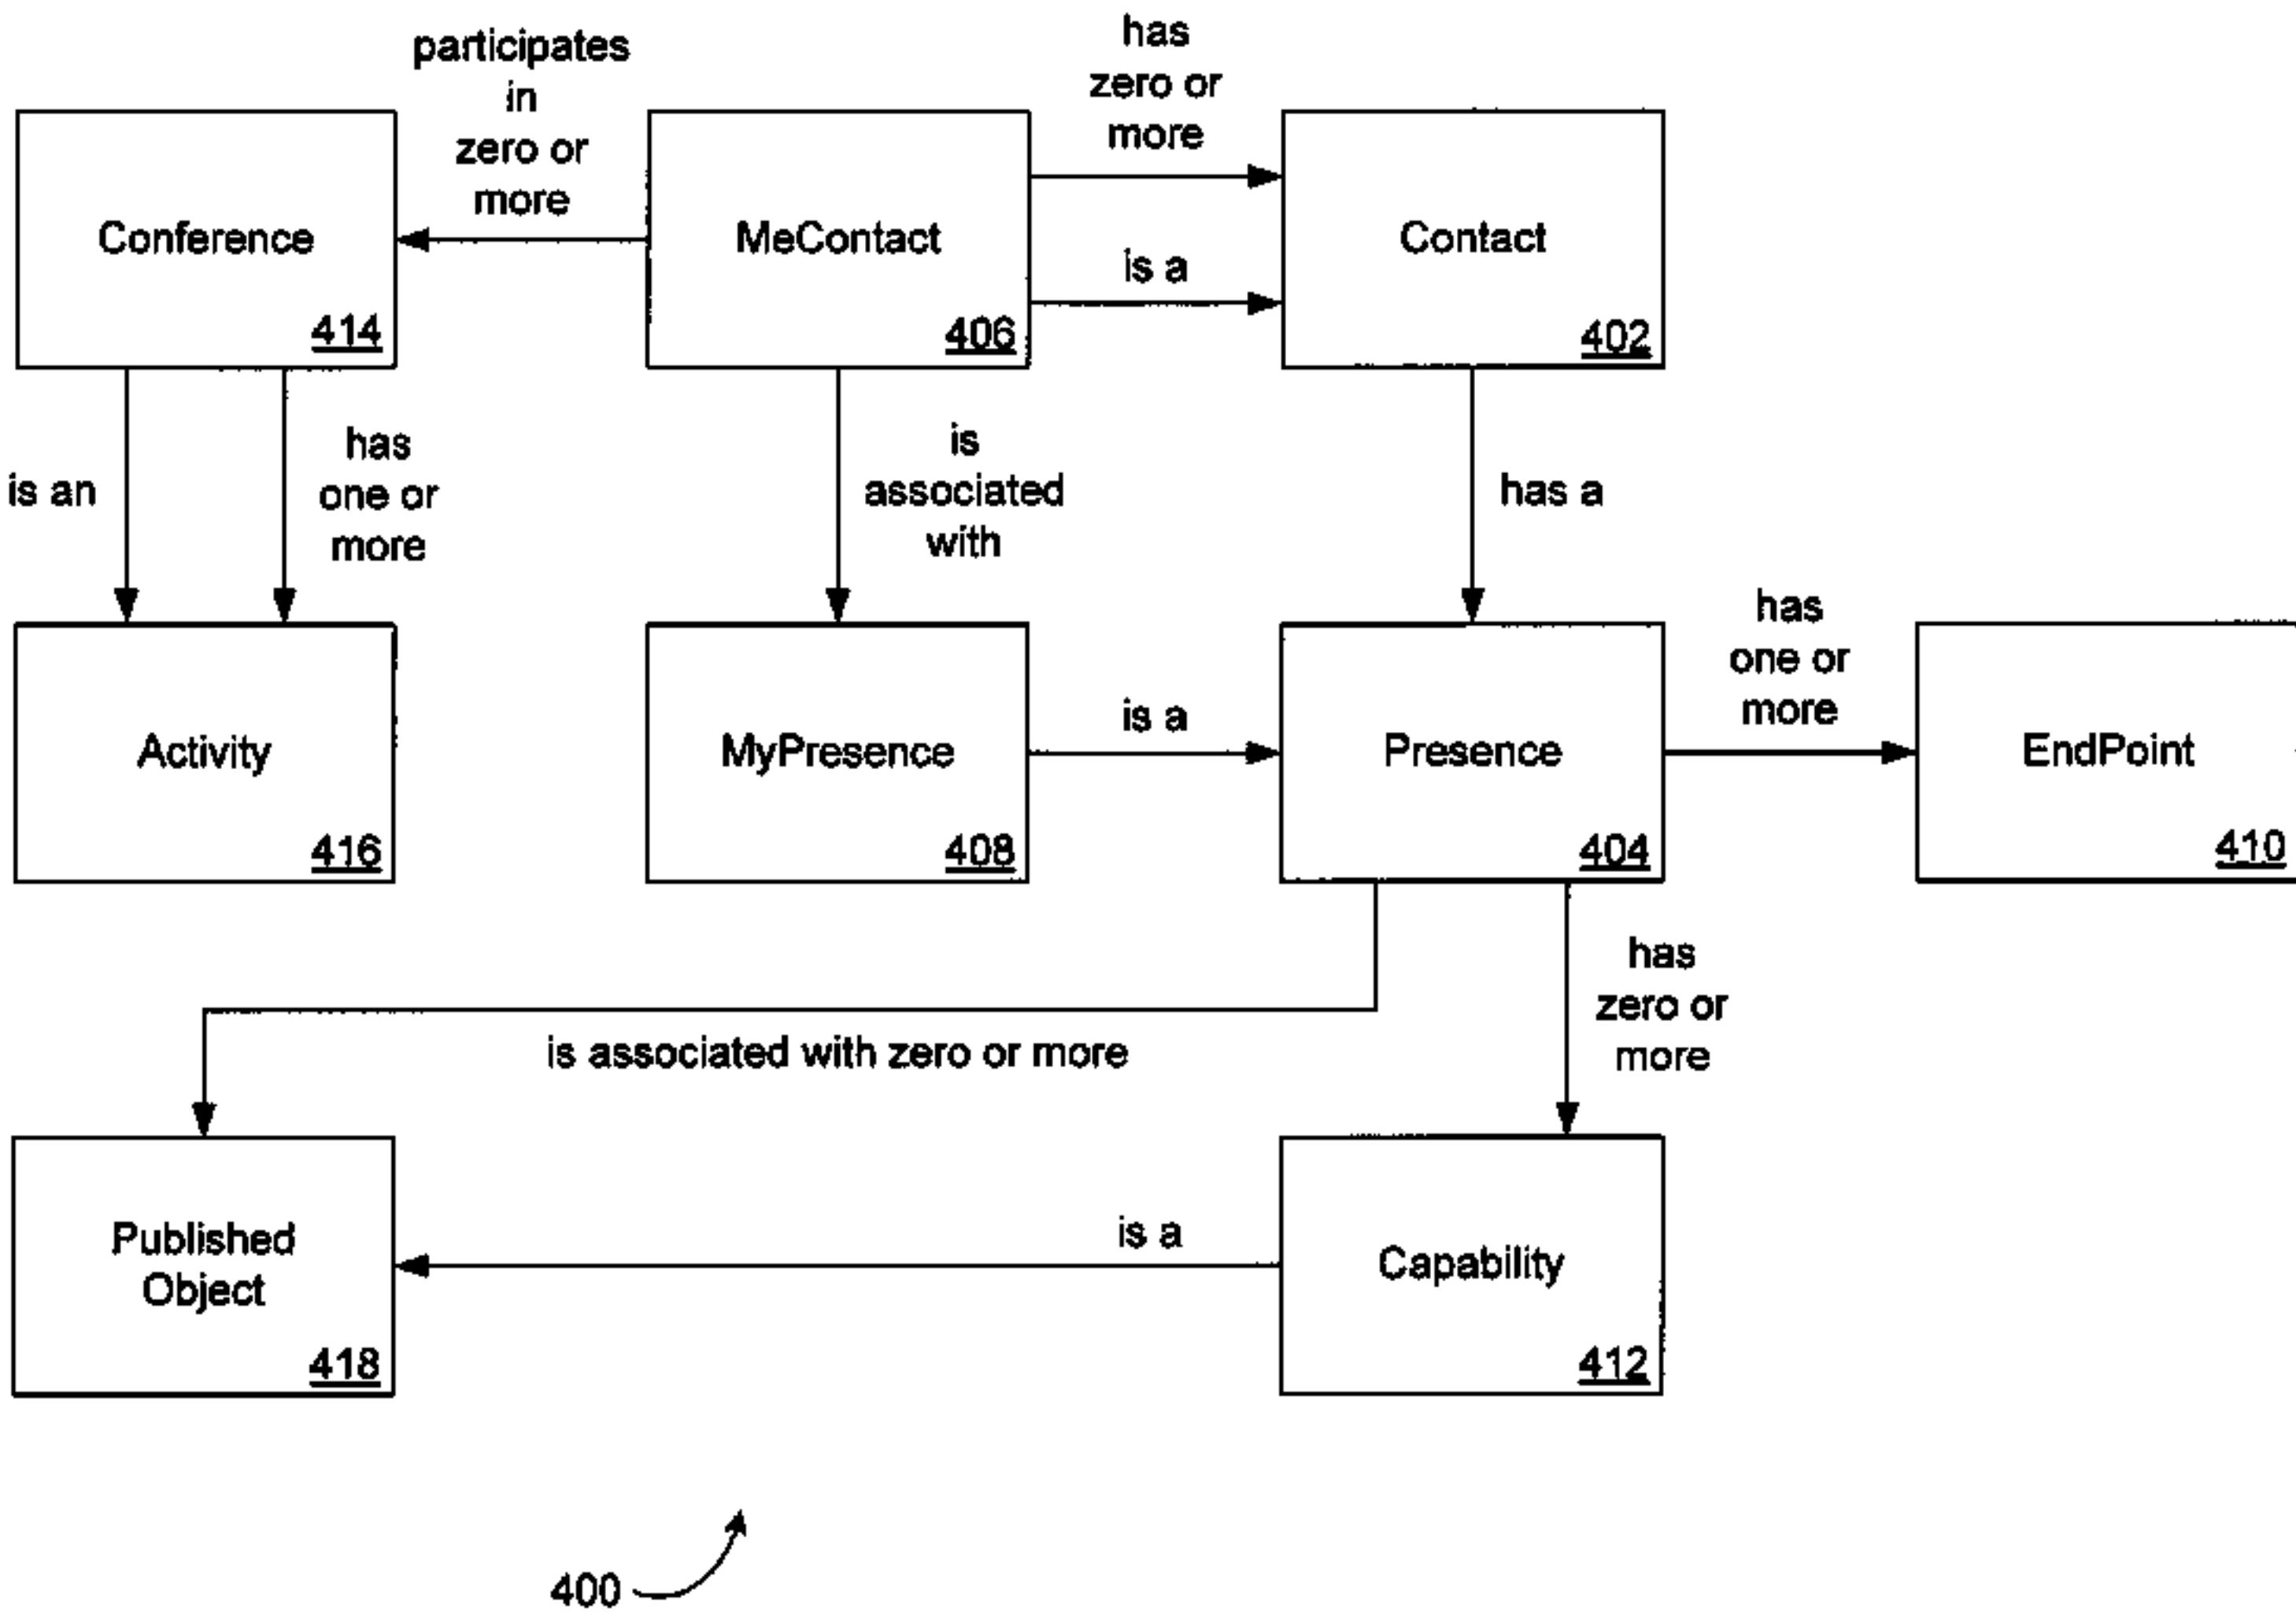 participates
in
zero or
more
has
zero or
more
Conference
414
MeContact
406
Contact
402
is a
is an
has
one or
more
is
associated
with
has a
Activity
416
MyPresence
408
is a
Presence
404
has
one or
more
EndPoint
410
is associated with zero or more
has
zero or
more
Published
Object
418
is a
Capability
412
400